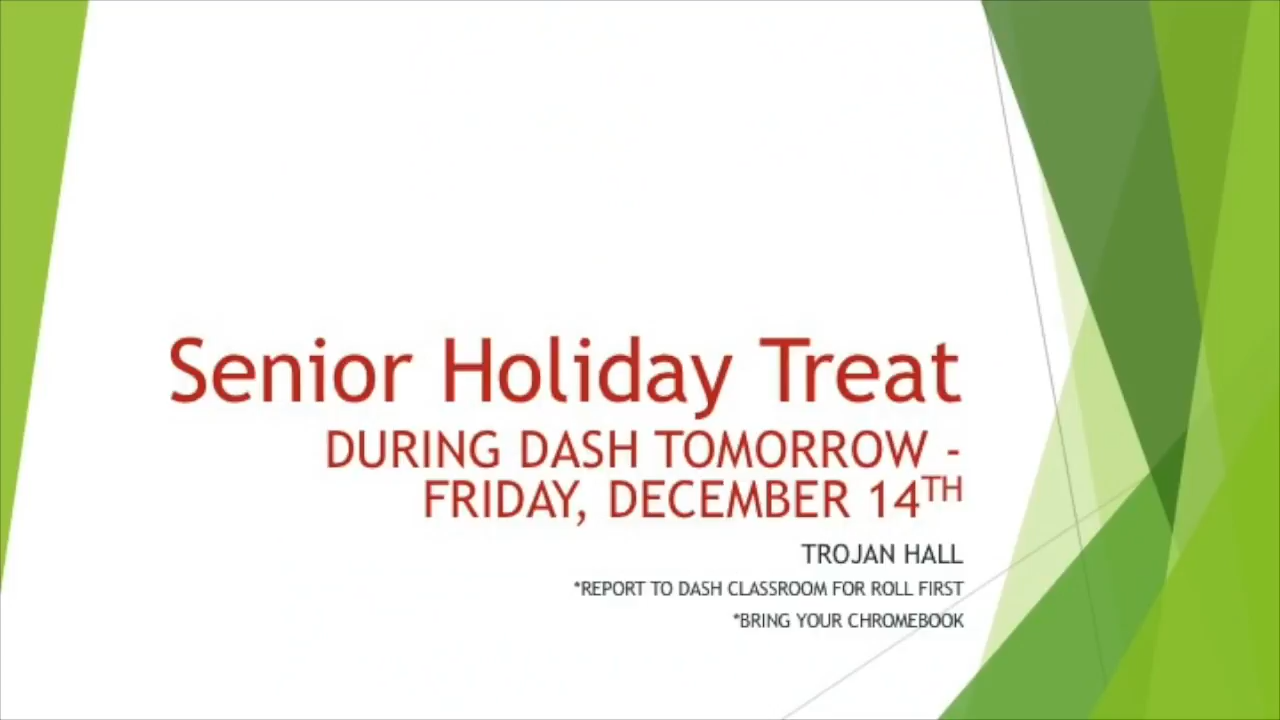 Senior Holiday Treat
DURING DASH TOMORROW -
FRIDAY, DECEMBER 14TH
TROJAN HALL
*REPORT TO DASH CLASSROOM FOR ROLL FIRST
*BRING YOUR CHROMEBOOK